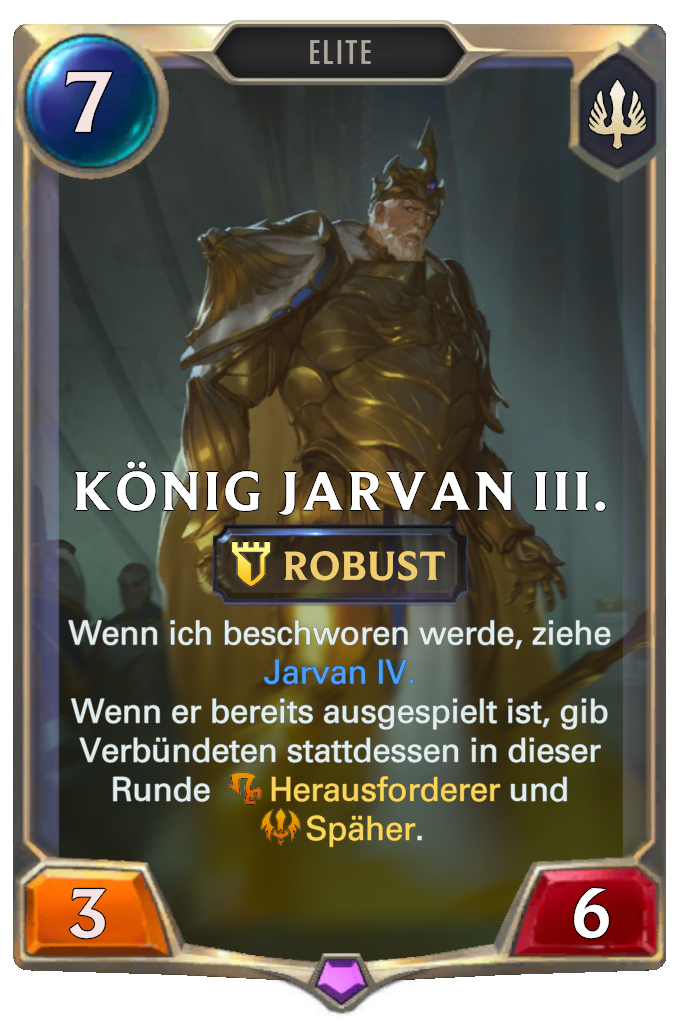 7
ELITE
KÖNIG JARVAN III.
ROBUST
Wenn ich beschworen werde, ziehe
Jarvan IV.
Wenn er bereits ausgespielt ist, gib
Verbündeten stattdessen in dieser
Runde Herausforderer und
Späher.
3
6